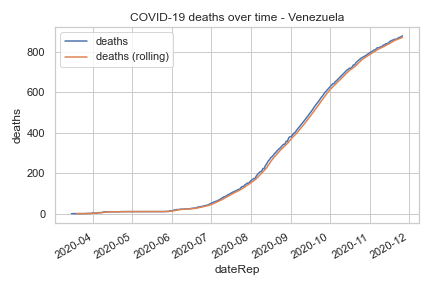 COVID-19 deaths over time - Venezuela
deaths
deaths (rolling)
deaths
800
600
400
200
0
2020-04
2020-05
2020-06
2020-07
2020-08
2020-09
2020-10
2020-11
2020-12
dateRep